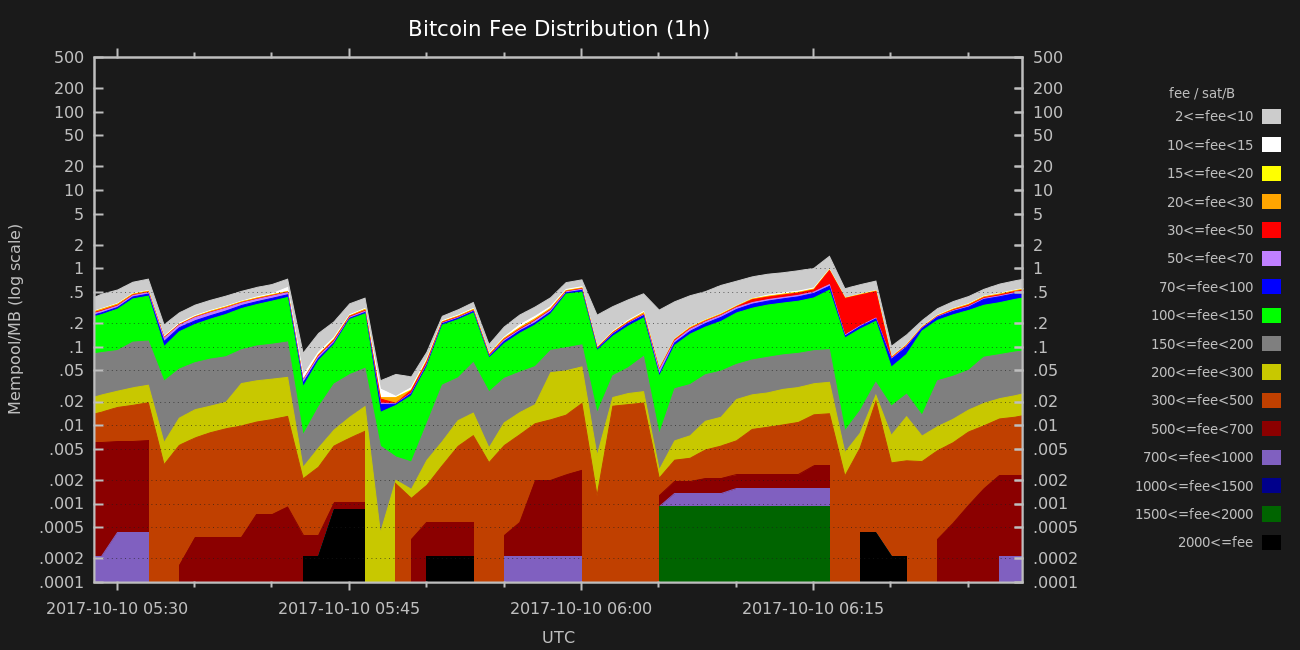 Bitcoin Fee Distribution (1h)
500 500
200 200
100 100
50 50
20 20
10 10
5 5
2 2
1 1
.5 .5
.2 .2
.1 .1
.05 .05
.02 .02
.01 .01
.005 .005
.002 .002
.001 .001
.0005 .0005
.0002 .0002
.0001 .0001
Mempool/MB (log scale)
2017-10-10 05:30 2017-10-10 05:45 2017-10-10 06:00 2017-10-10 06:15
UTC
fee / sat/B
2<=fee<10
10<=fee<15
15<=fee<20
20<=fee<30
30<=fee<50
50<=fee<70
70<=fee<100
100<=fee<150
150<=fee<200
200<=fee<300
300<=fee<500
500<=fee<700
700<=fee<1000
1000<=fee<1500
1500<=fee<2000
2000<=fee